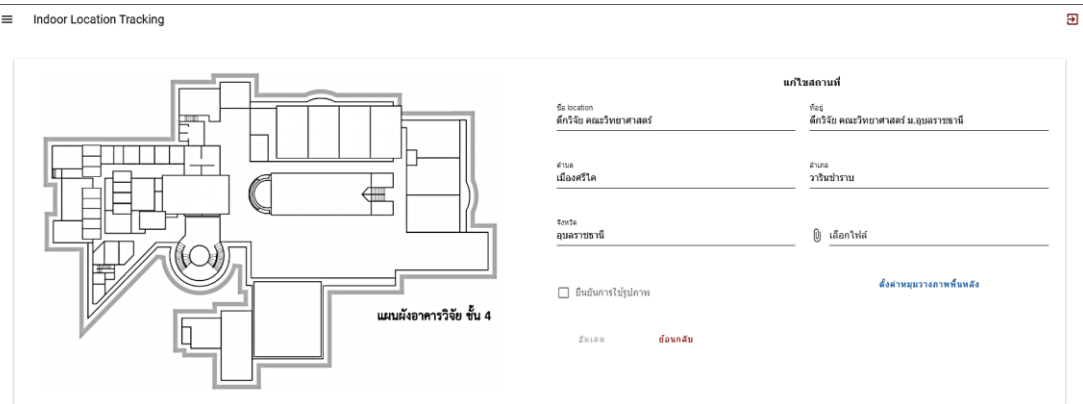 Indoor Location Tracking
แก้ไขสถานที่
ชื่อ location
ที่อยู่
ตึกวิจัย คณะวิทยาศาสตร์
ตึกวิจัย คณะวิทยาศาสตร์ ม.อุบลราชธานี
ตำบล
อำเภอ
เมืองศรีไค
วารินชำราบ
จังหวัด
อุบลราชธานี
เลือกไฟล์
ยืนยันการใช้รูปภาพ
ตั้งค่าหมุมวางภาพพื้นหลัง
แผนผังอาคารวิจัย ชั้น 4
อัดเดต
ย้อนกลับ